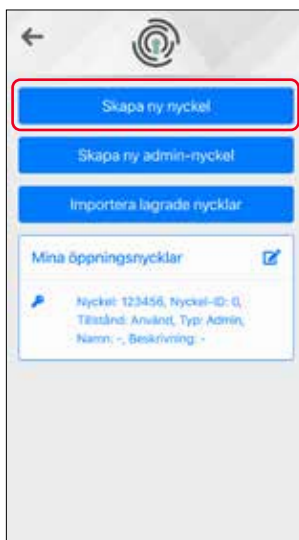 Skapa ny nyckel
Skapa ny admin-nyckel
Importera lagrade nycklar
Mina öppningsnycklar
Nyckel: 123456, Nyckel-ID: 0,
Tillstånd: Använd, Typ: Admin,
Namn: -, Beskrivning: -